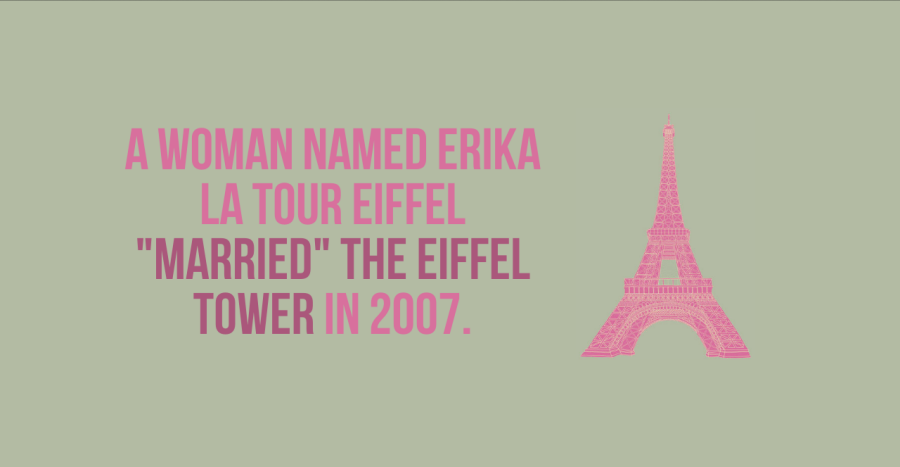 A WOMAN NAMED ERIKA
LA TOUR EIFFEL
"MARRIED" THE EIFFEL
TOWER IN 2007.